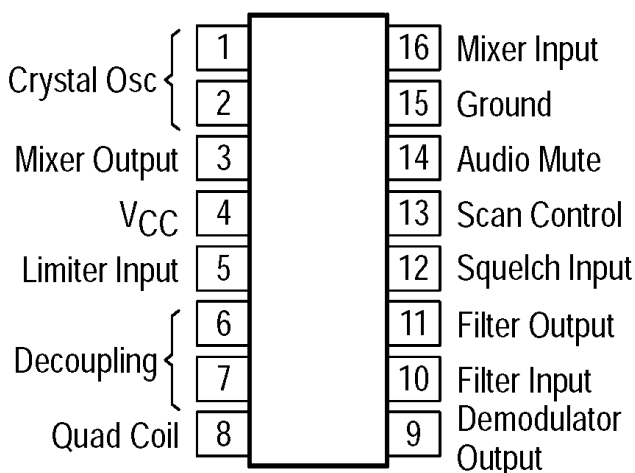 Crystal Osc
1
2
Mixer Output 3
VCC 4
Limiter Input 5
Decoupling
6
7
Quad Coil 8
16 Mixer Input
15 Ground
14 Audio Mute
13 Scan Control
12 Squelch Input
11 Filter Output
10 Filter Input
9 Demodulator
Output